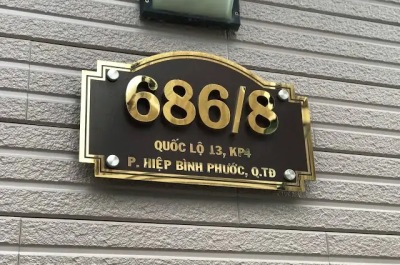 686/8
QUỐC LỘ 13, KP4
P. HIỆP BÌNH PHƯỚC, Q.TĐ